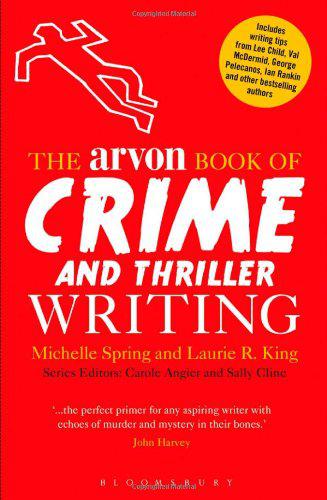 Includes
writing tips
from Lee Child, Val
McDermid, George
Pelecanos, Ian Rankin
and other bestselling
authors
THE arvon BOOK OF
CRIME
AND THRILLER
WRITING
Michelle Spring and Laurie R. King
Series Editors: Carole Angier and Sally Cline
‘...the perfect primer for any aspiring writer with
echoes of murder and mystery in their bones.’
John Harvey
BLOOMSBURY